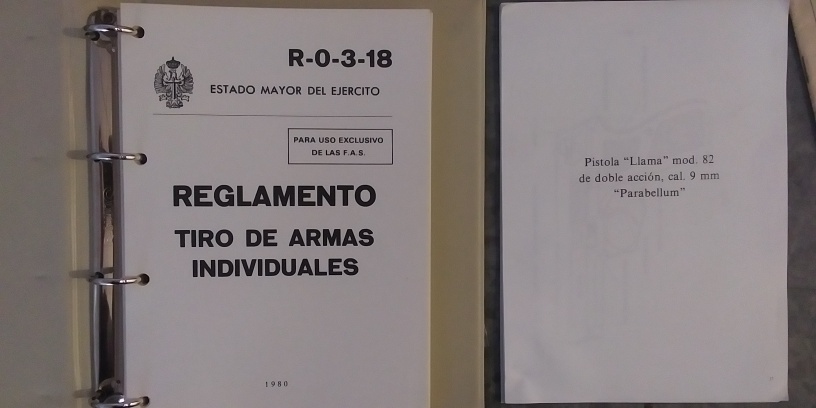 R-O-3-18
ESTADO MAYOR DEL EJERCITO
PARA USO EXCLUSIVO
DE LAS F.A.S.
REGLAMENTO
TIRO DE ARMAS
INDIVIDUALES
1980
Pistola “Llama” mod. 82
de doble acción, cal. 9 mm
“Parabellum”